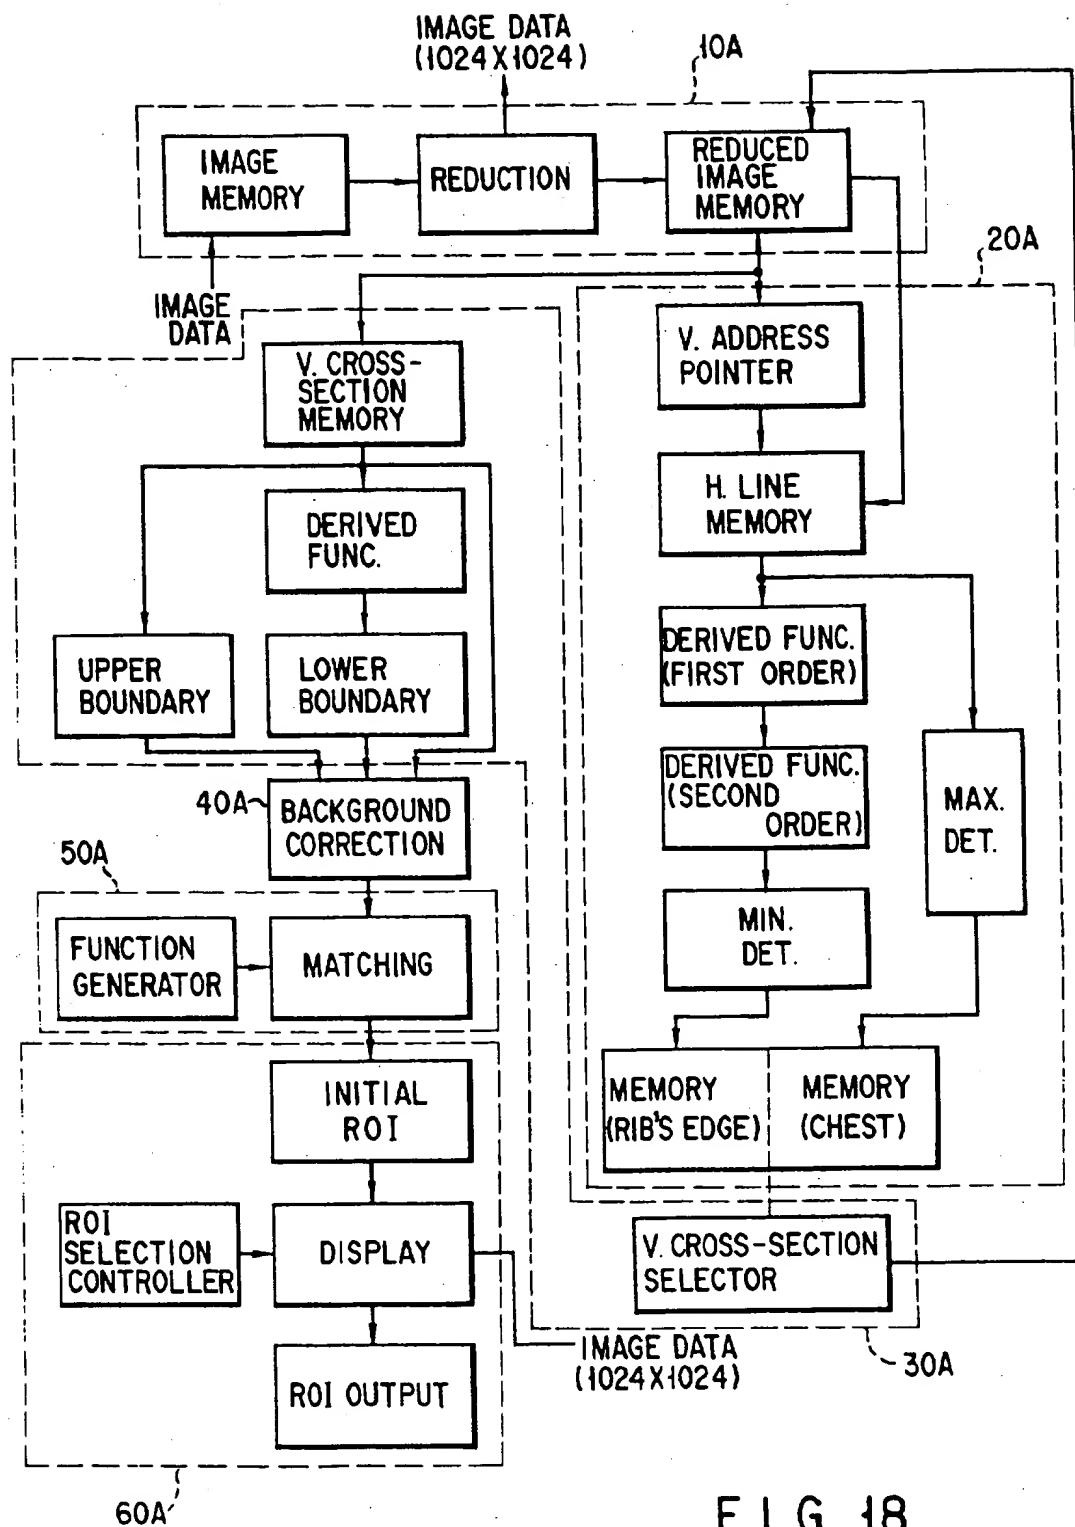 IMAGE DATA
(1024X1024)
10A
IMAGE
MEMORY
REDUCTION
REDUCED
IMAGE
MEMORY
20A
IMAGE
DATA
V. CROSS-
SECTION
MEMORY
V. ADDRESS
POINTER
H. LINE
MEMORY
DERIVED
FUNC.
UPPER
BOUNDARY
LOWER
BOUNDARY
DERIVED FUNC.
(FIRST ORDER)
DERIVED FUNC.
(SECOND
ORDER)
MAX.
DET.
40A
BACKGROUND
CORRECTION
50A
FUNCTION
GENERATOR
MATCHING
MIN.
DET.
MEMORY
(RIB'S EDGE)
MEMORY
(CHEST)
INITIAL
ROI
ROI
SELECTION
CONTROLLER
DISPLAY
V. CROSS-SECTION
SELECTOR
IMAGE DATA
(1024X1024)
30A
ROI OUTPUT
60A
FIG. 18